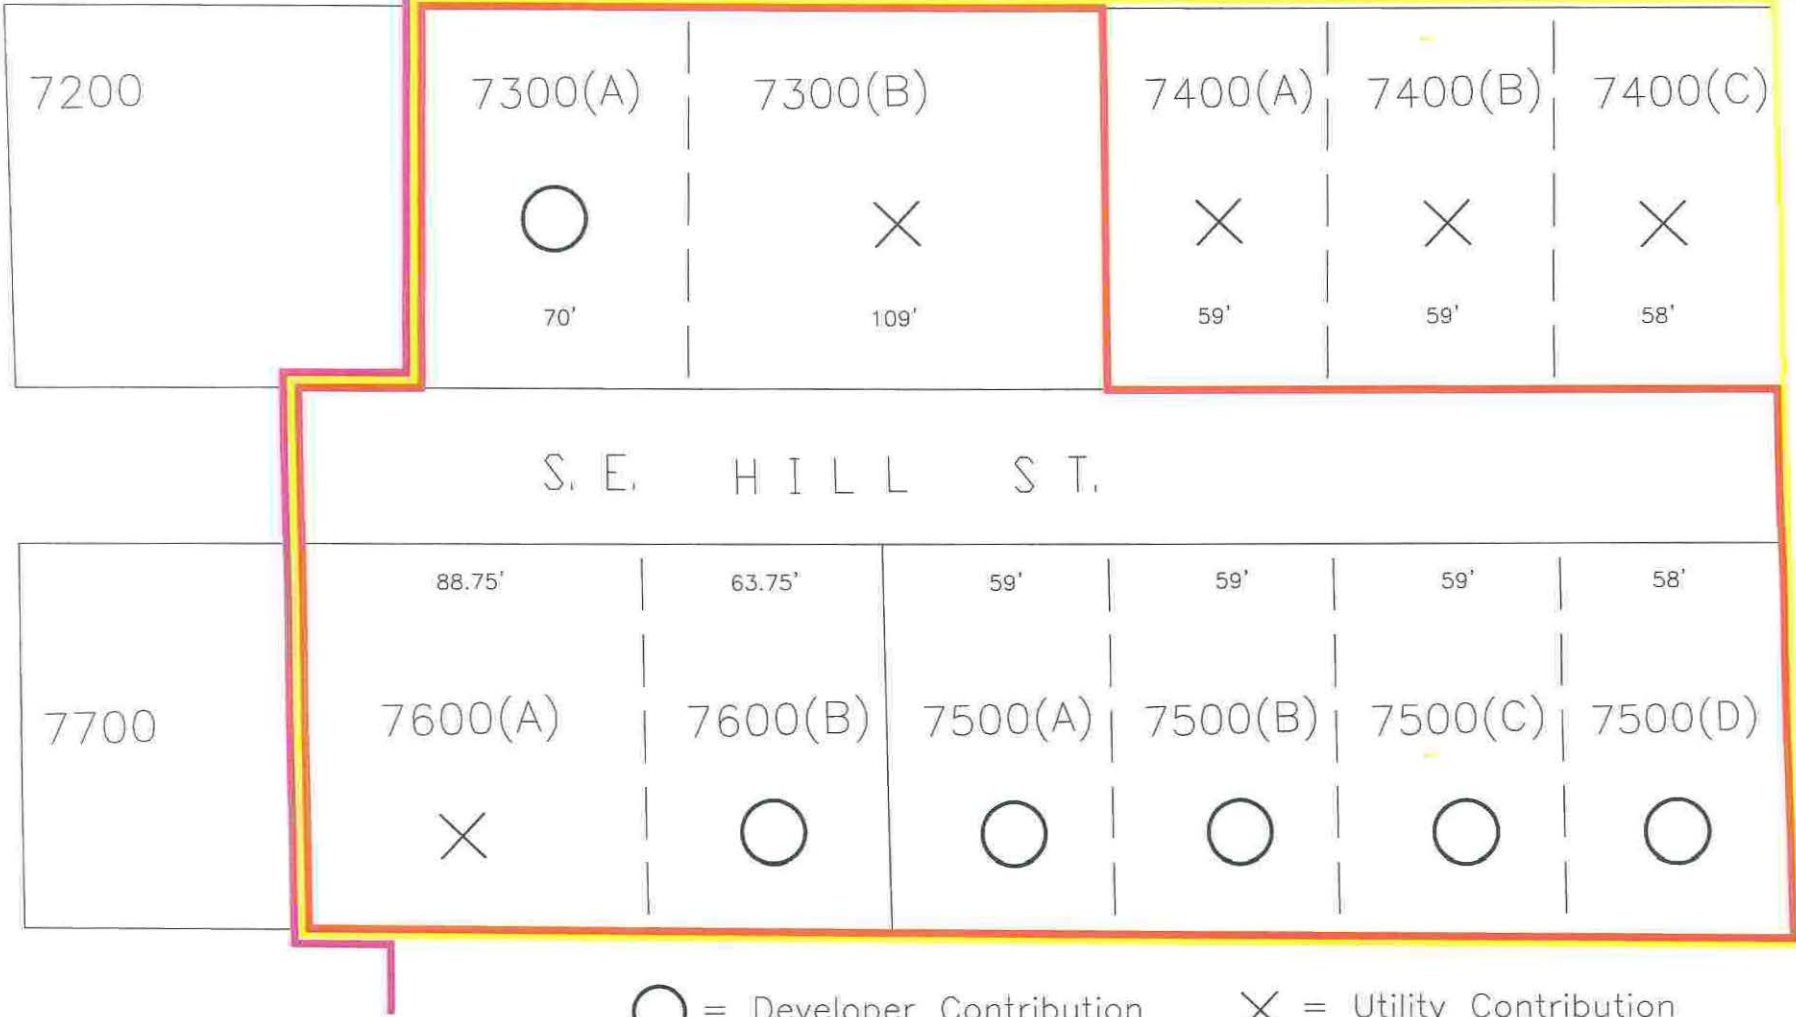 7200
7300(A) 7300(B) 7400(A) 7400(B) 7400(C)
70' 109' 59' 59' 58'
S. E. HILL ST.
88.75' 63.75' 59' 59' 59' 58'
7700
7600(A) 7600(B) 7500(A) 7500(B) 7500(C) 7500(D)
= Developer Contribution
= Utility Contribution